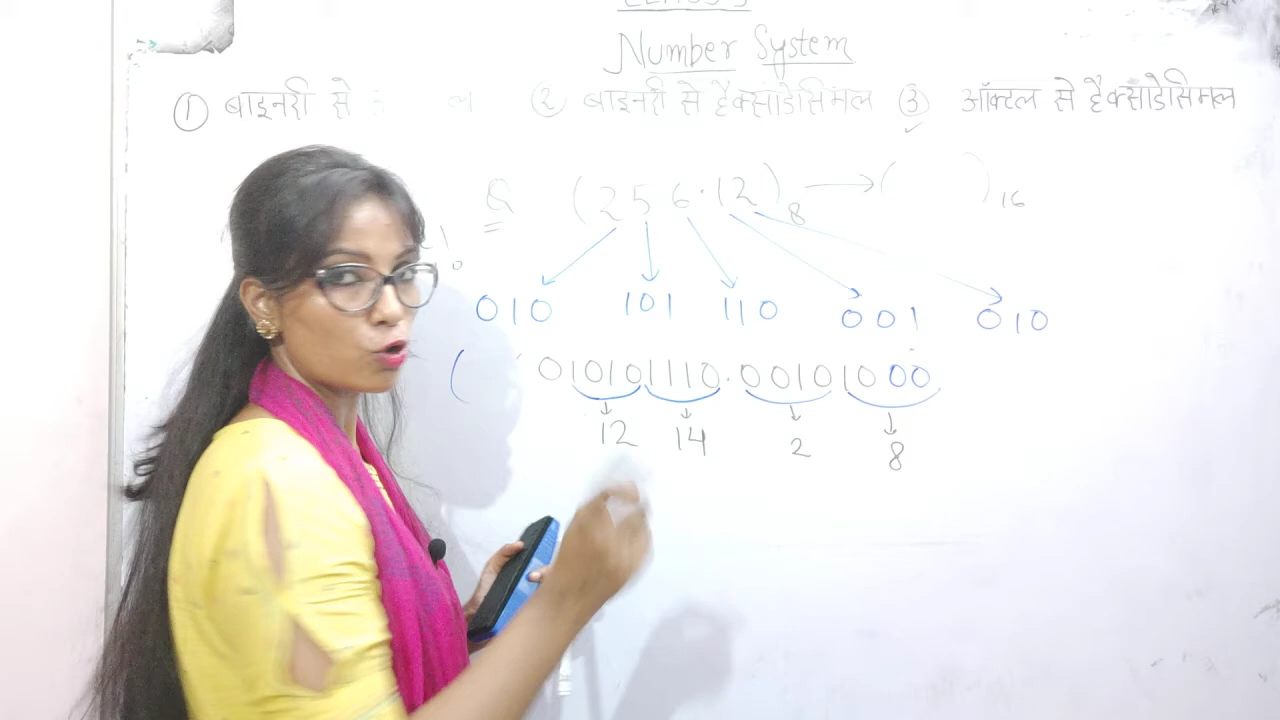 Number System
① बाइनरी से ल ② बाइनरी से हैक्साडेसिमल ③ ऑक्टल से हैक्साडेसिमल
Q (256.12)8 → ( )16
010 101 110 001 010
( 010101110.00101000
12 14 2 8